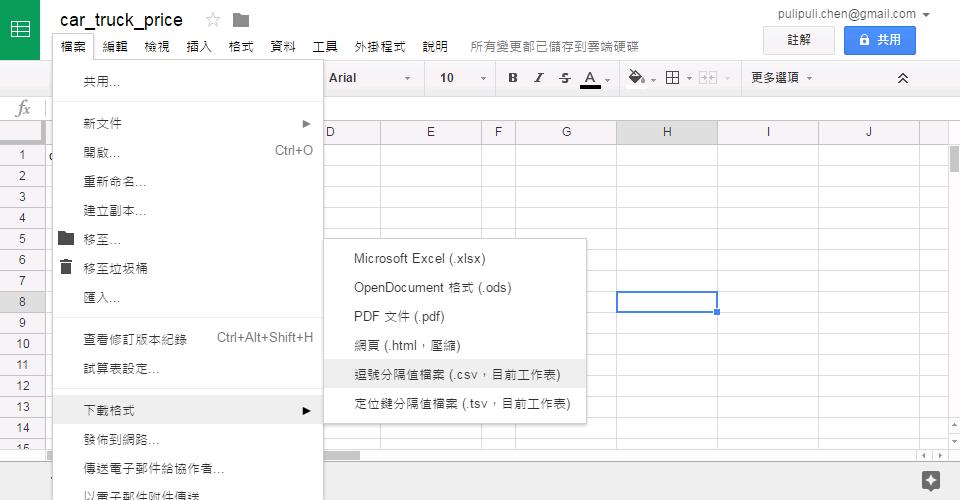 car_truck_price
pulipuli.chen@gmail.com
檔案 編輯 檢視 插入 格式 資料 工具 外掛程式 說明 所有變更都已儲存到雲端硬碟
註解 共用
Arial 10 B I S A 更多選項
fx
D E F G H I J
共用...
新文件
開啟... Ctrl+O
重新命名...
建立副本...
移至...
移至垃圾桶
匯入...
查看修訂版本紀錄 Ctrl+Alt+Shift+H
試算表設定...
下載格式
發佈到網路...
傳送電子郵件給協作者...
以電子郵件附件傳送
Microsoft Excel (.xlsx)
OpenDocument 格式 (.ods)
PDF 文件 (.pdf)
網頁 (.html，壓縮)
逗號分隔值檔案 (.csv，目前工作表)
定位鍵分隔值檔案 (.tsv，目前工作表)
1
2
3
4
5
6
7
8
9
10
11
12
13
14
15